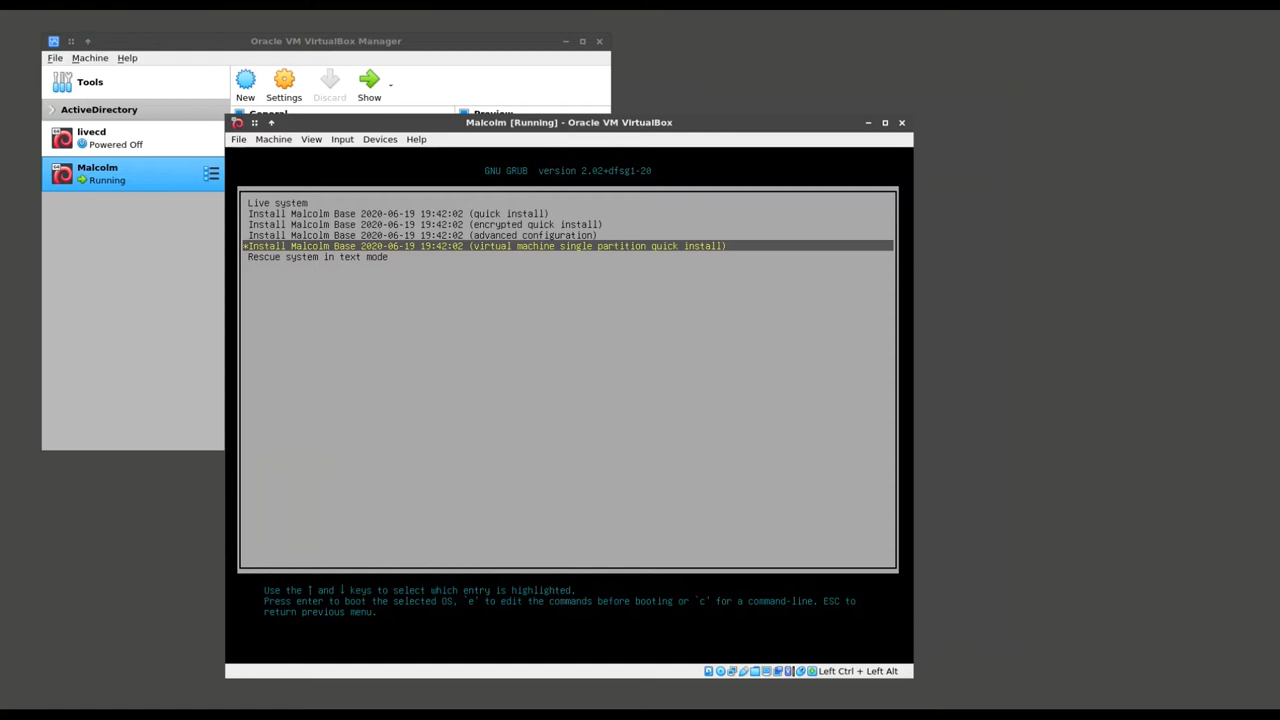 Oracle VM VirtualBox Manager
File Machine Help
Tools
New Settings Discard Show
ActiveDirectory
General Preview
livecd
Powered Off
Malcolm
Running
Malcolm [Running] - Oracle VM VirtualBox
File Machine View Input Devices Help
GNU GRUB version 2.02+dfsg1-20
Live system
Install Malcolm Base 2020-06-19 19:42:02 (quick install)
Install Malcolm Base 2020-06-19 19:42:02 (encrypted quick install)
Install Malcolm Base 2020-06-19 19:42:02 (advanced configuration)
*Install Malcolm Base 2020-06-19 19:42:02 (virtual machine single partition quick install)
Rescue system in text mode
Use the ↑ and ↓ keys to select which entry is highlighted.
Press enter to boot the selected OS, `e' to edit the commands before booting or `c' for a command-line. ESC to
return previous menu.
Left Ctrl + Left Alt